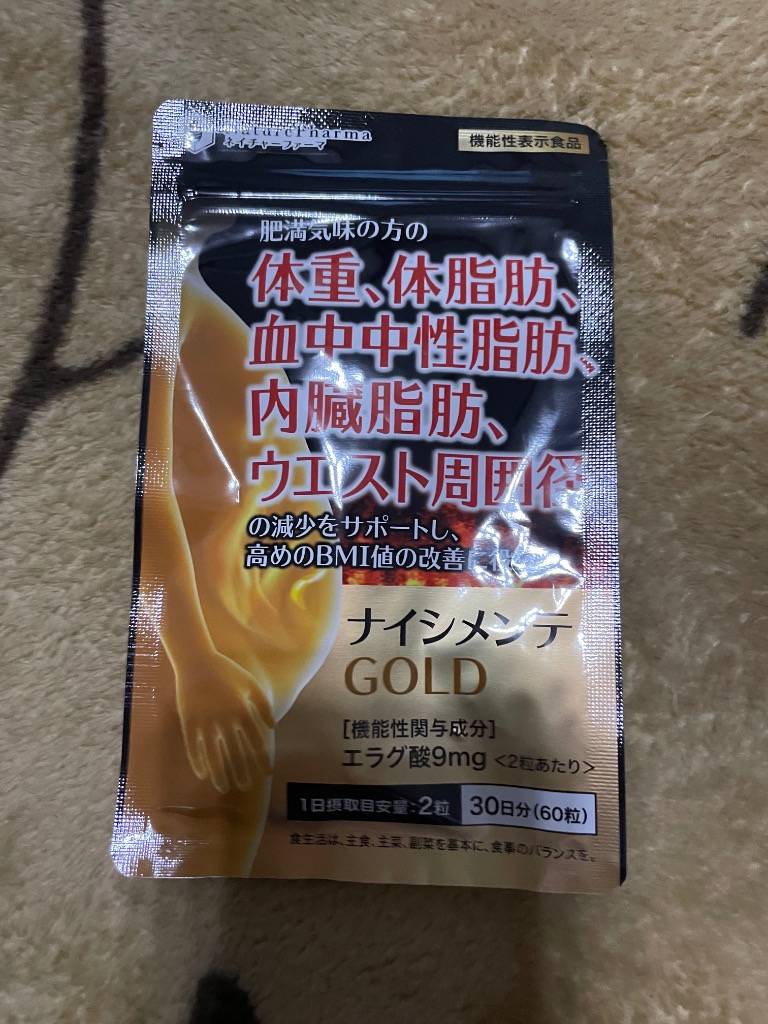 ネイチャーファーマ
機能性表示食品
肥満気味の方の
体重、体脂肪、
血中中性脂肪、
内臓脂肪、
ウエスト周囲径
の減少をサポートし、
高めのBMI値の改善に役
ナイシメンテ
GOLD
[機能性関与成分]
エラグ酸9mg <2粒あたり>
1日摂取目安量:2粒 30日分(60粒)
食生活は、主食、主菜、副菜を基本に、食事のバランスを。